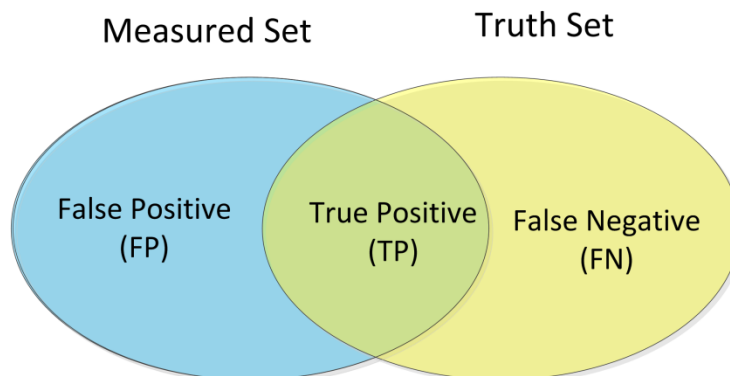 Measured Set
Truth Set
False Positive
(FP)
True Positive
(TP)
False Negative
(FN)